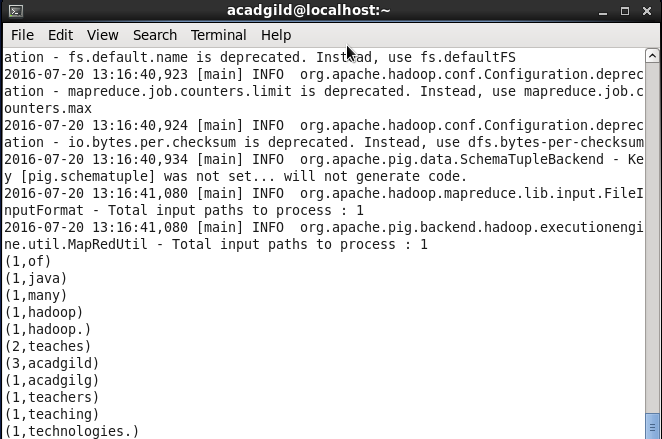 acadgild@localhost:~
File Edit View Search Terminal Help
ation - fs.default.name is deprecated. Instead, use fs.defaultFS
2016-07-20 13:16:40,923 [main] INFO  org.apache.hadoop.conf.Configuration.deprec
ation - mapreduce.job.counters.limit is deprecated. Instead, use mapreduce.job.c
ounters.max
2016-07-20 13:16:40,924 [main] INFO  org.apache.hadoop.conf.Configuration.deprec
ation - io.bytes.per.checksum is deprecated. Instead, use dfs.bytes-per-checksum
2016-07-20 13:16:40,934 [main] INFO  org.apache.pig.data.SchemaTupleBackend - Ke
y [pig.schematuple] was not set... will not generate code.
2016-07-20 13:16:41,080 [main] INFO  org.apache.hadoop.mapreduce.lib.input.FileI
nputFormat - Total input paths to process : 1
2016-07-20 13:16:41,080 [main] INFO  org.apache.pig.backend.hadoop.executionengi
ne.util.MapRedUtil - Total input paths to process : 1
(1,of)
(1,java)
(1,many)
(1,hadoop)
(1,hadoop.)
(2,teaches)
(3,acadgild)
(1,acadgilg)
(1,teachers)
(1,teaching)
(1,technologies.)